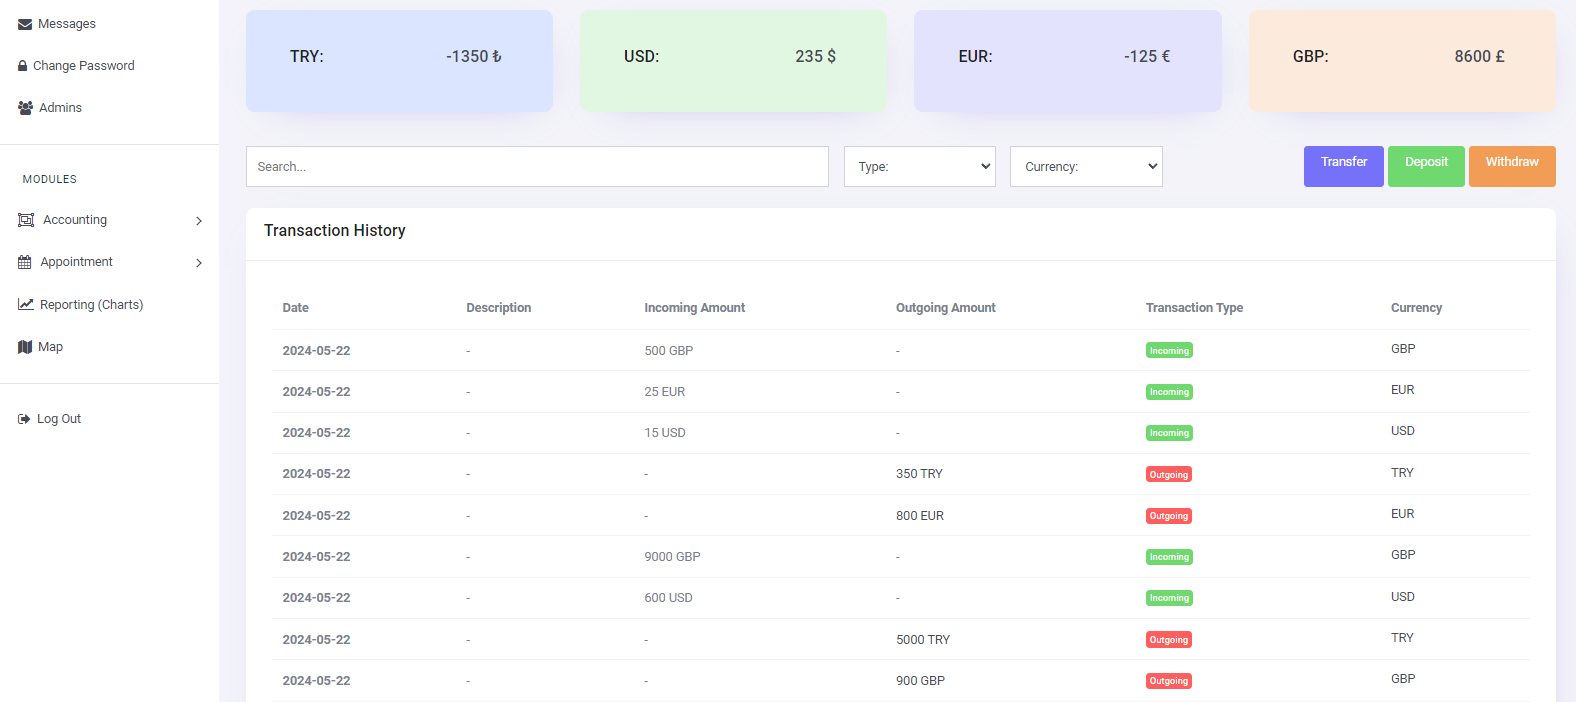 Messages
Change Password
Admins
MODULES
Accounting
Appointment
Reporting (Charts)
Map
Log Out
TRY: -1350 ₺
USD: 235 $
EUR: -125 €
GBP: 8600 £
Search...
Type:
Currency:
Transfer
Deposit
Withdraw
Transaction History
Date Description Incoming Amount Outgoing Amount Transaction Type Currency
2024-05-22 - 500 GBP - Incoming GBP
2024-05-22 - 25 EUR - Incoming EUR
2024-05-22 - 15 USD - Incoming USD
2024-05-22 - - 350 TRY Outgoing TRY
2024-05-22 - - 800 EUR Outgoing EUR
2024-05-22 - 9000 GBP - Incoming GBP
2024-05-22 - 600 USD - Incoming USD
2024-05-22 - - 5000 TRY Outgoing TRY
2024-05-22 - - 900 GBP Outgoing GBP